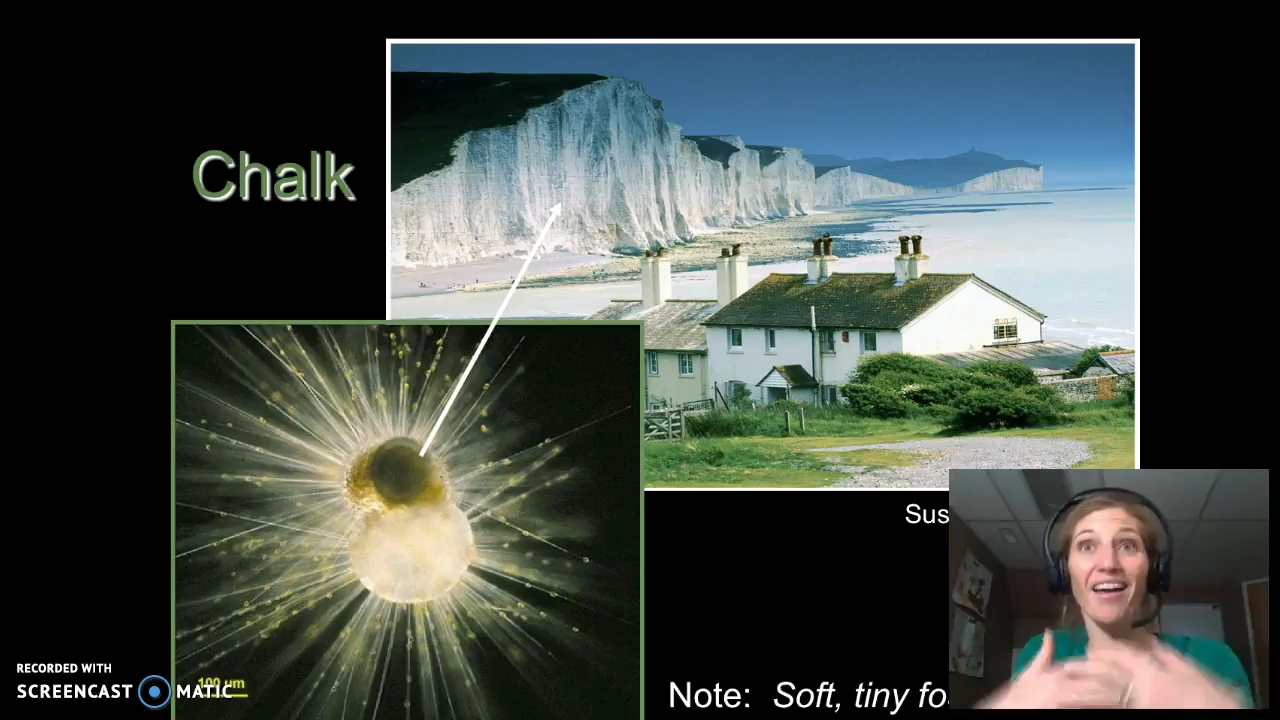 Chalk
Sus
Note: Soft, tiny fo
RECORDED WITH
SCREENCAST MATIC
100 µm